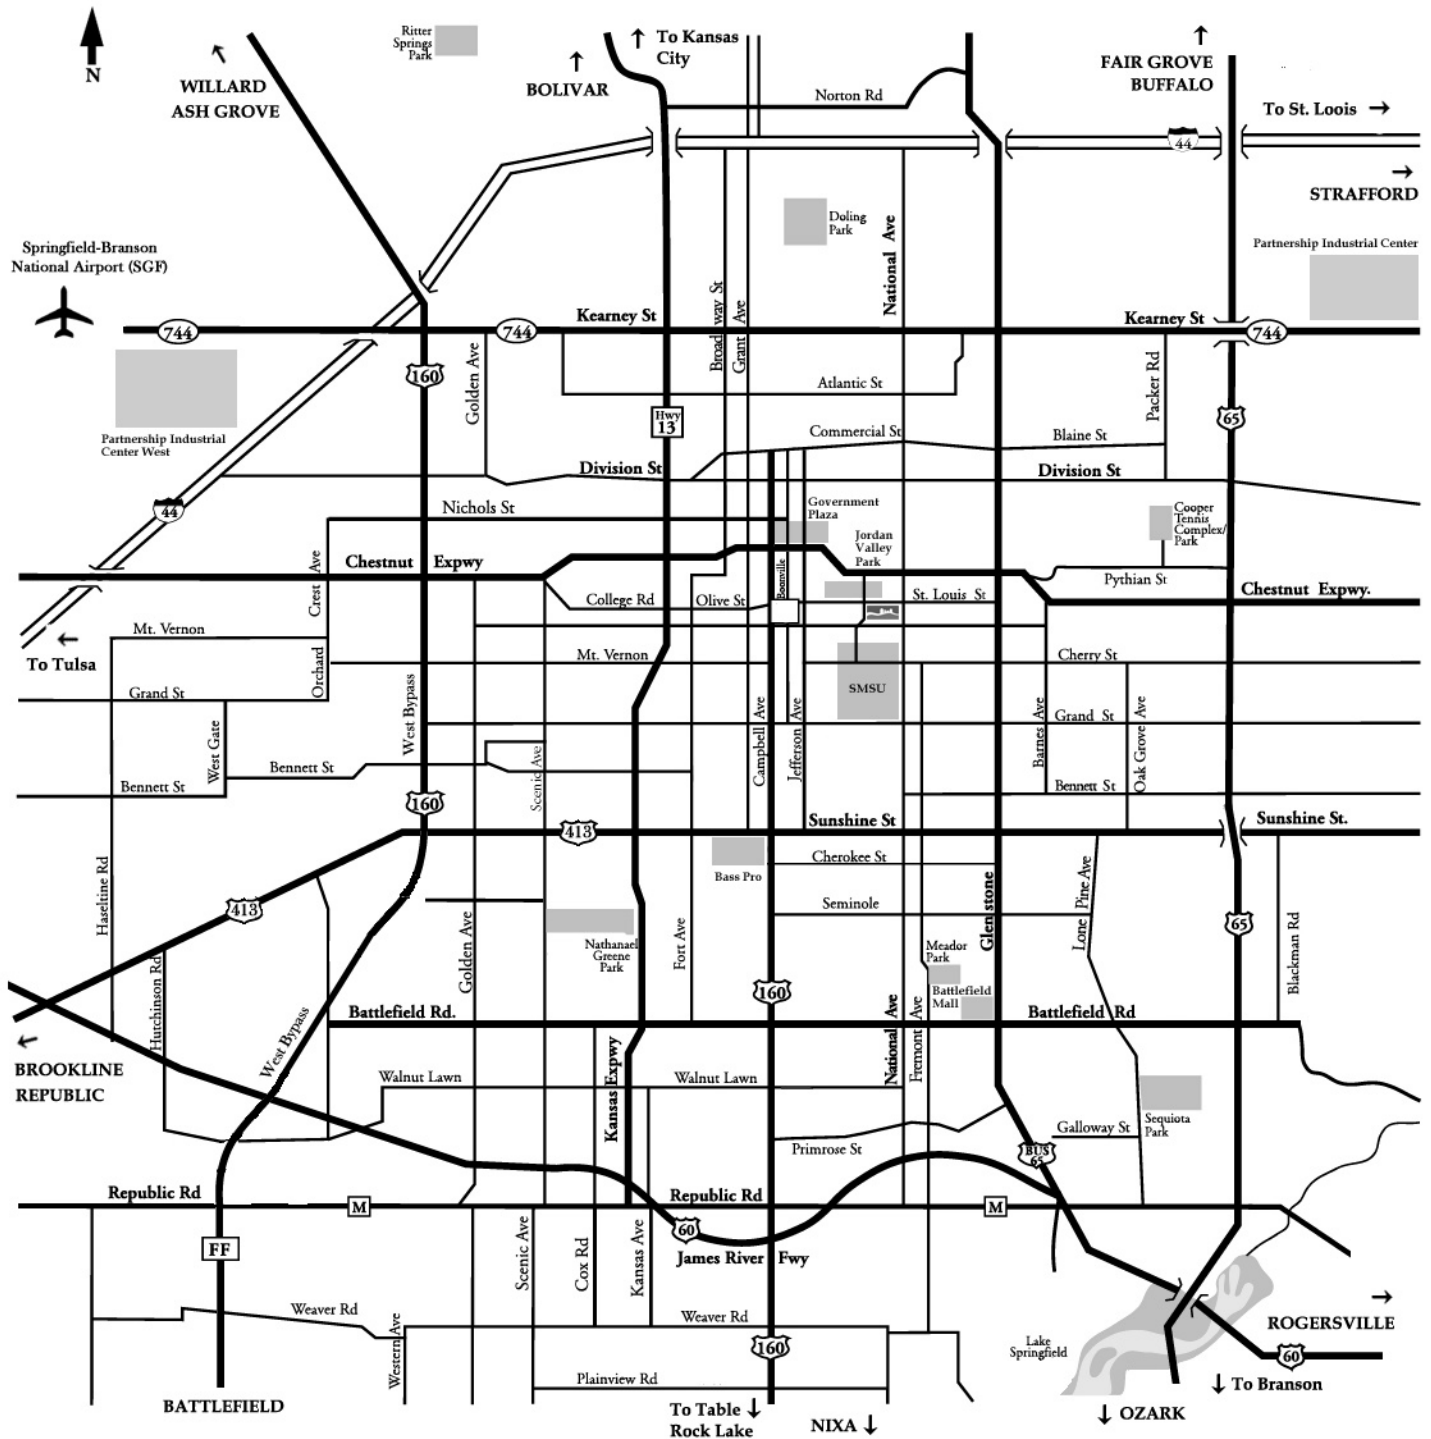 Ritter
Springs
Park
To Kansas
City
FAIR GROVE
BUFFALO
WILLARD
ASH GROVE
BOLIVAR
N
Norton Rd
To St. Loois
44
STRAFFORD
Doling
Park
National Ave
Springfield-Branson
National Airport (SGF)
Partnership Industrial Center
Broad way St
Grant Ave
Kearney St
Kearney St
744
744
744
160
Golden Ave
Atlantic St
Packer Rd
Hwy
13
65
Partnership Industrial
Center West
Commercial St
Blaine St
Division St
Division St
44
Nichols St
Government
Plaza
Cooper
Tennis
Complex/
Park
Jordan
Valley
Park
Crest Ave
Chestnut Expwy
Boonville
Pythian St
Chestnut Expwy.
College Rd
Olive St
St. Louis St
Mt. Vernon
To Tulsa
Orchard
Mt. Vernon
Cherry St
Grand St
SMSU
West Bypass
West Gate
Campbell Ave
Jefferson Ave
Grand St
Barnes Ave
Oak Grove Ave
Bennett St
Scenic Ave
Bennett St
Bennett St
160
413
Sunshine St
Sunshine St.
Haseltine Rd
Bass Pro
Cherokee St
Lone Pine Ave
413
Seminole
Glenstone
65
Golden Ave
Nathanael
Greene
Park
Fort Ave
Meador
Park
Battlefield
Mall
Blackman Rd
Hutchinson Rd
160
Battlefield Rd.
National Ave
Fremont Ave
Battlefield Rd
West Bypass
BROOKLINE
REPUBLIC
Walnut Lawn
Kansas Expwy
Walnut Lawn
Sequiota
Park
Galloway St
Primrose St
BUS
65
Republic Rd
M
Republic Rd
M
FF
60
James River Fwy
Scenic Ave
Cox Rd
Kansas Ave
Weaver Rd
Western Ave
Weaver Rd
160
Lake
Springfield
ROGERSVILLE
60
Plainview Rd
To Branson
BATTLEFIELD
To Table
Rock Lake
NIXA
OZARK